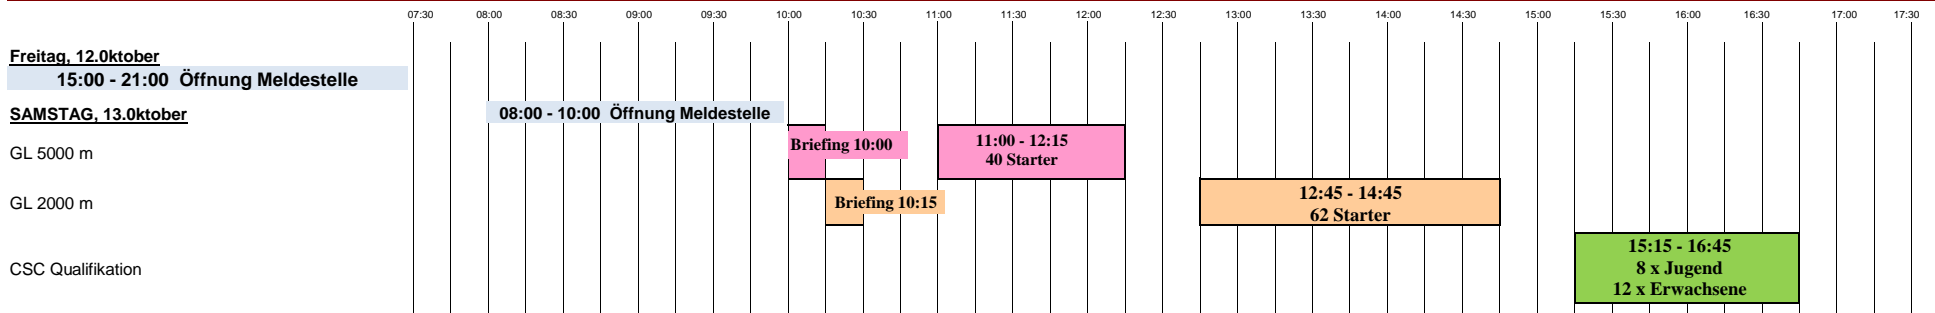 07:30 08:00 08:30 09:00 09:30 10:00 10:30 11:00 11:30 12:00 12:30 13:00 13:30 14:00 14:30 15:00 15:30 16:00 16:30 17:00 17:30
Freitag, 12.0ktober
15:00 - 21:00 Öffnung Meldestelle
SAMSTAG, 13.0ktober
08:00 - 10:00 Öffnung Meldestelle
GL 5000 m
Briefing 10:00
11:00 - 12:15
40 Starter
GL 2000 m
Briefing 10:15
12:45 - 14:45
62 Starter
CSC Qualifikation
15:15 - 16:45
8 x Jugend
12 x Erwachsene